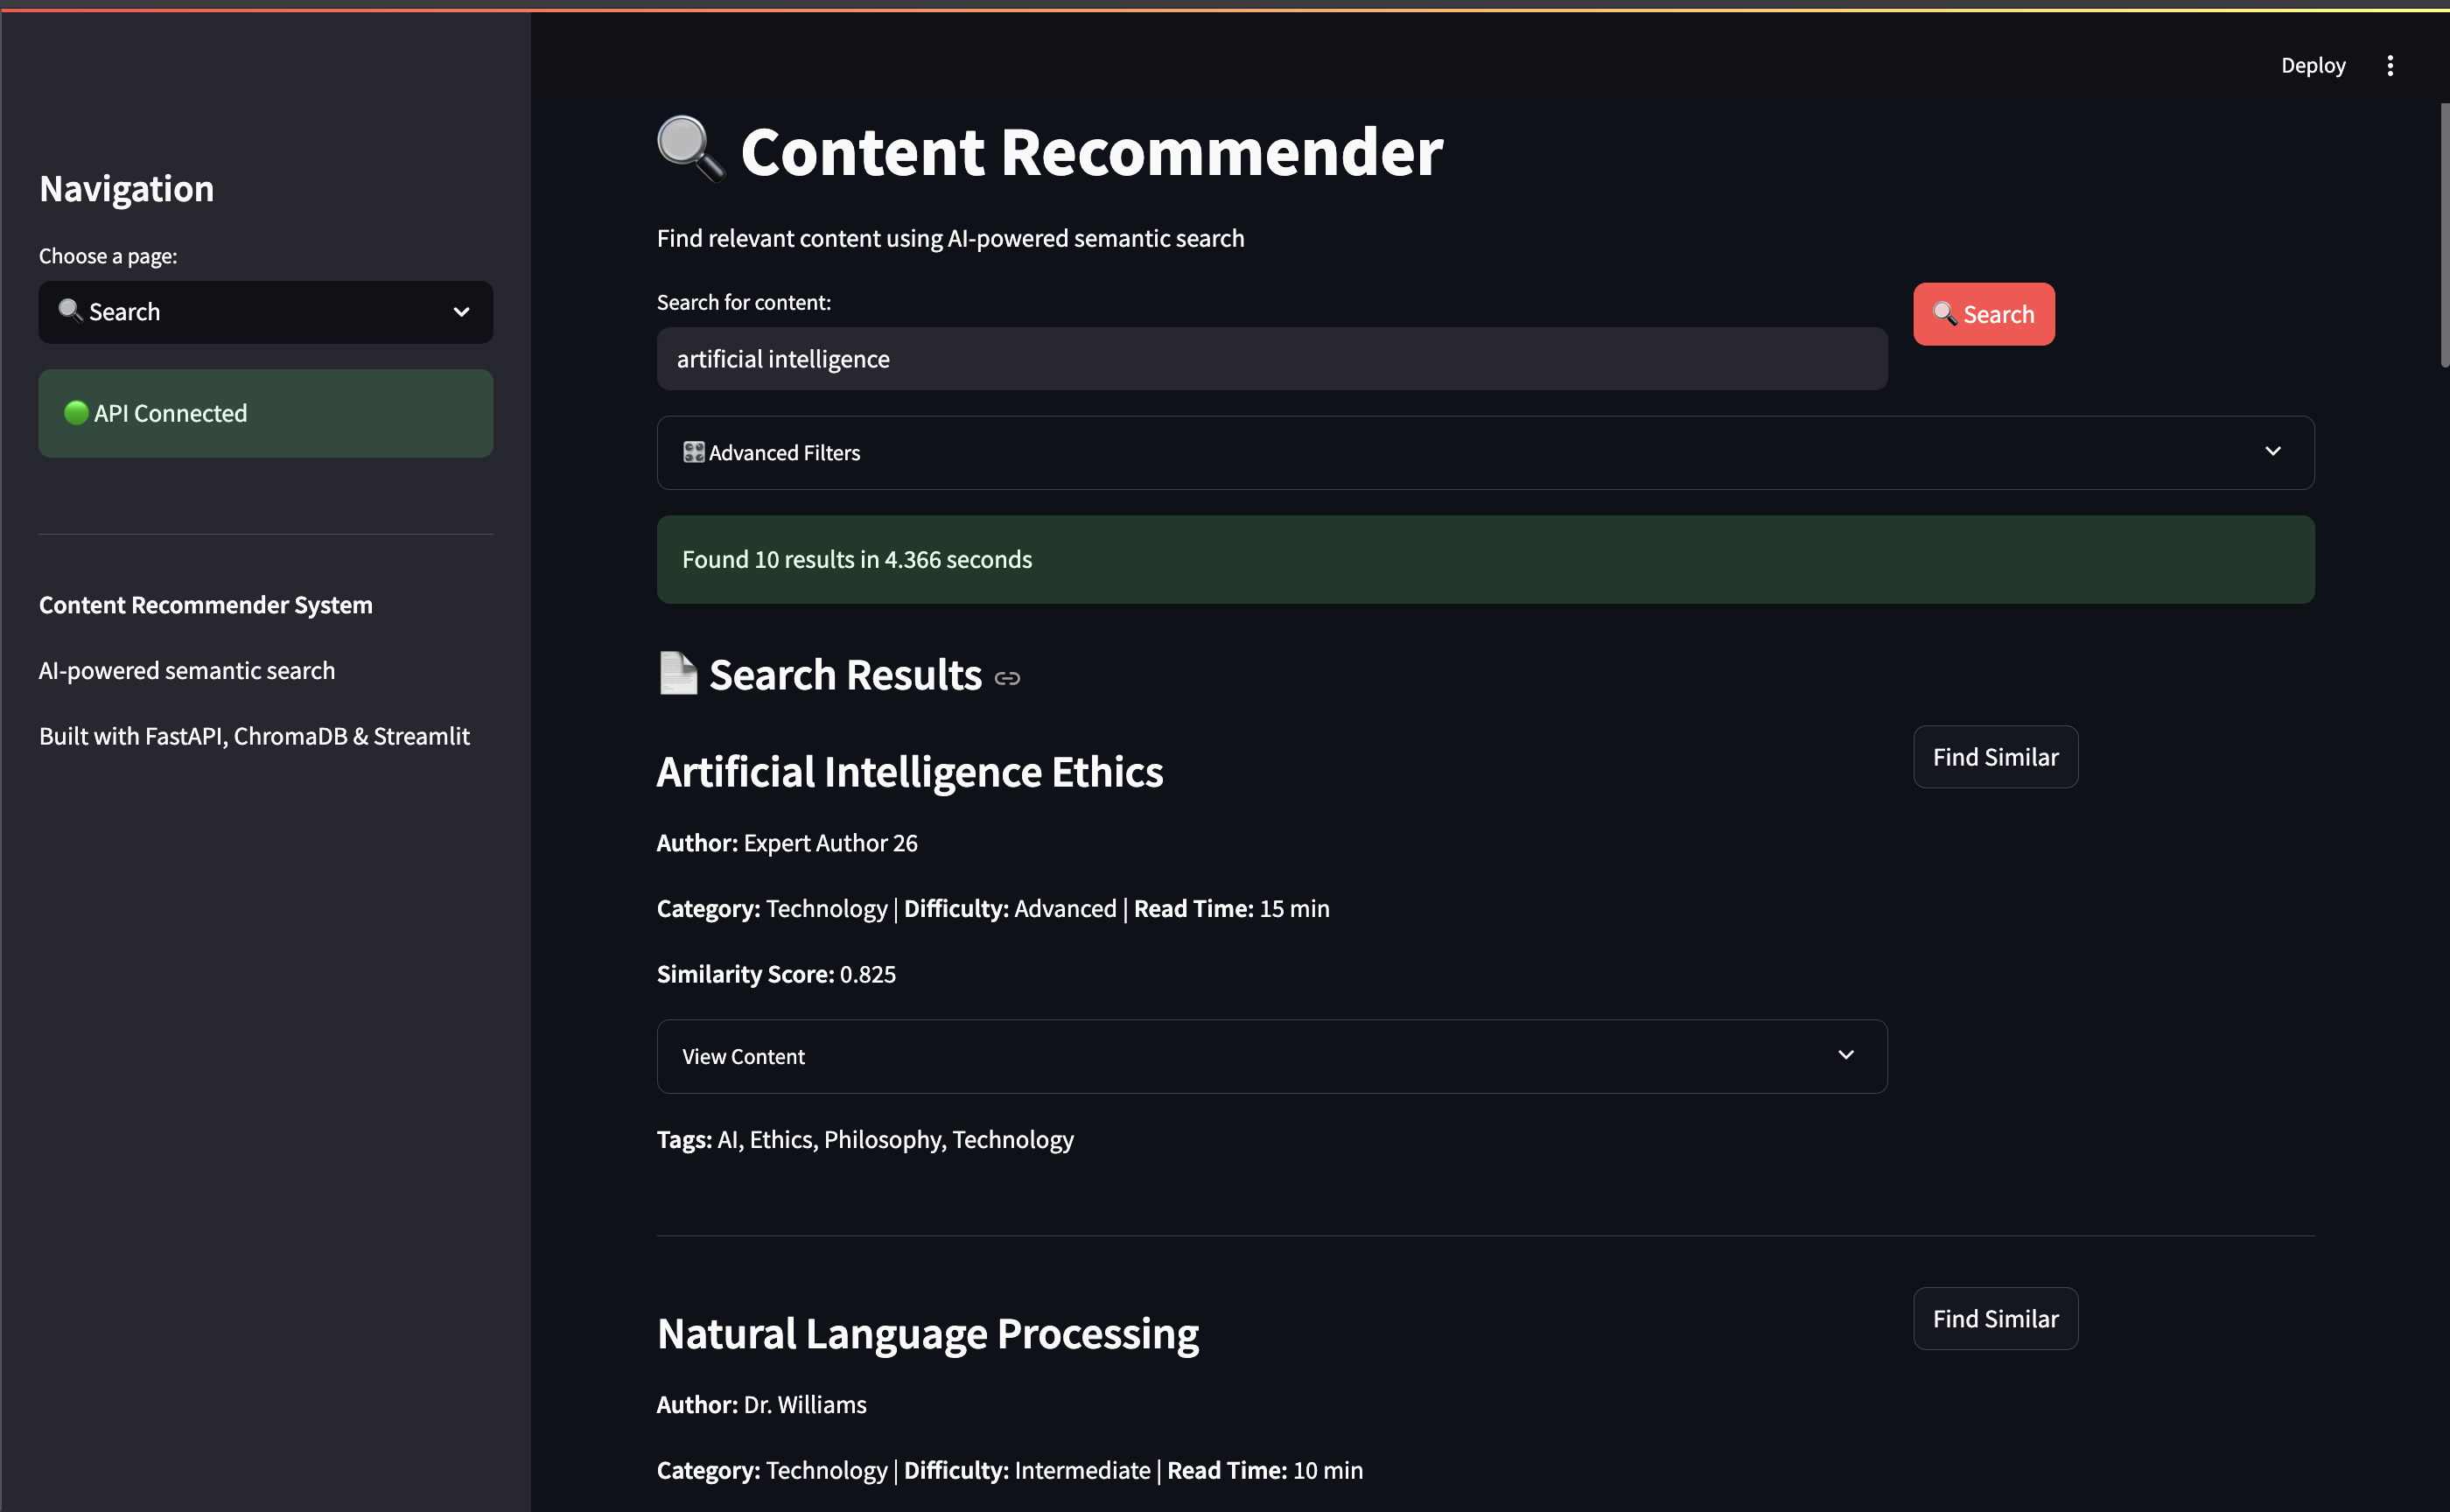 Deploy
Navigation
Choose a page:
Search
API Connected
Content Recommender System
AI-powered semantic search
Built with FastAPI, ChromaDB & Streamlit
Content Recommender
Find relevant content using AI-powered semantic search
Search for content:
artificial intelligence
Search
Advanced Filters
Found 10 results in 4.366 seconds
Search Results
Artificial Intelligence Ethics
Find Similar
Author: Expert Author 26
Category: Technology | Difficulty: Advanced | Read Time: 15 min
Similarity Score: 0.825
View Content
Tags: AI, Ethics, Philosophy, Technology
Natural Language Processing
Find Similar
Author: Dr. Williams
Category: Technology | Difficulty: Intermediate | Read Time: 10 min